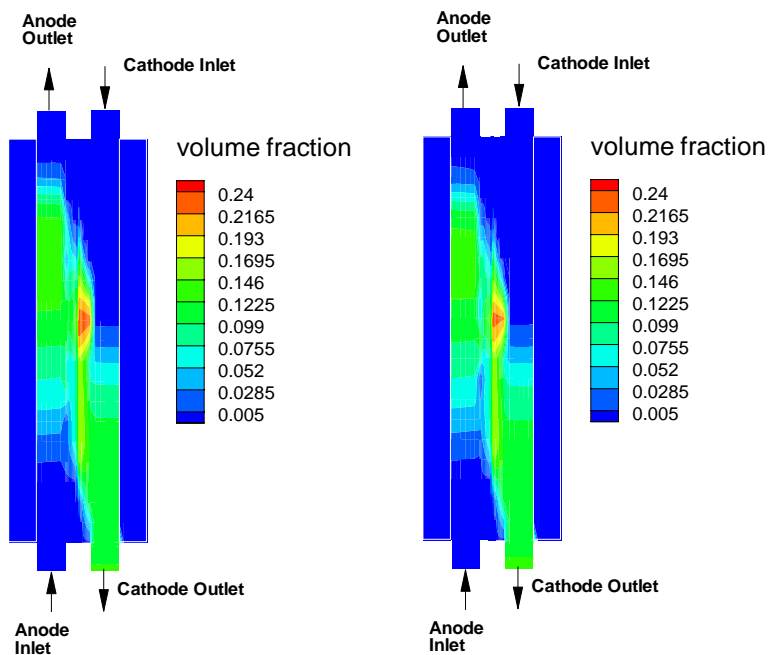 Anode
Outlet
Cathode Inlet
volume fraction
0.24
0.2165
0.193
0.1695
0.146
0.1225
0.099
0.0755
0.052
0.0285
0.005
Cathode Outlet
Anode
Inlet
Anode
Outlet
Cathode Inlet
volume fraction
0.24
0.2165
0.193
0.1695
0.146
0.1225
0.099
0.0755
0.052
0.0285
0.005
Cathode Outlet
Anode
Inlet